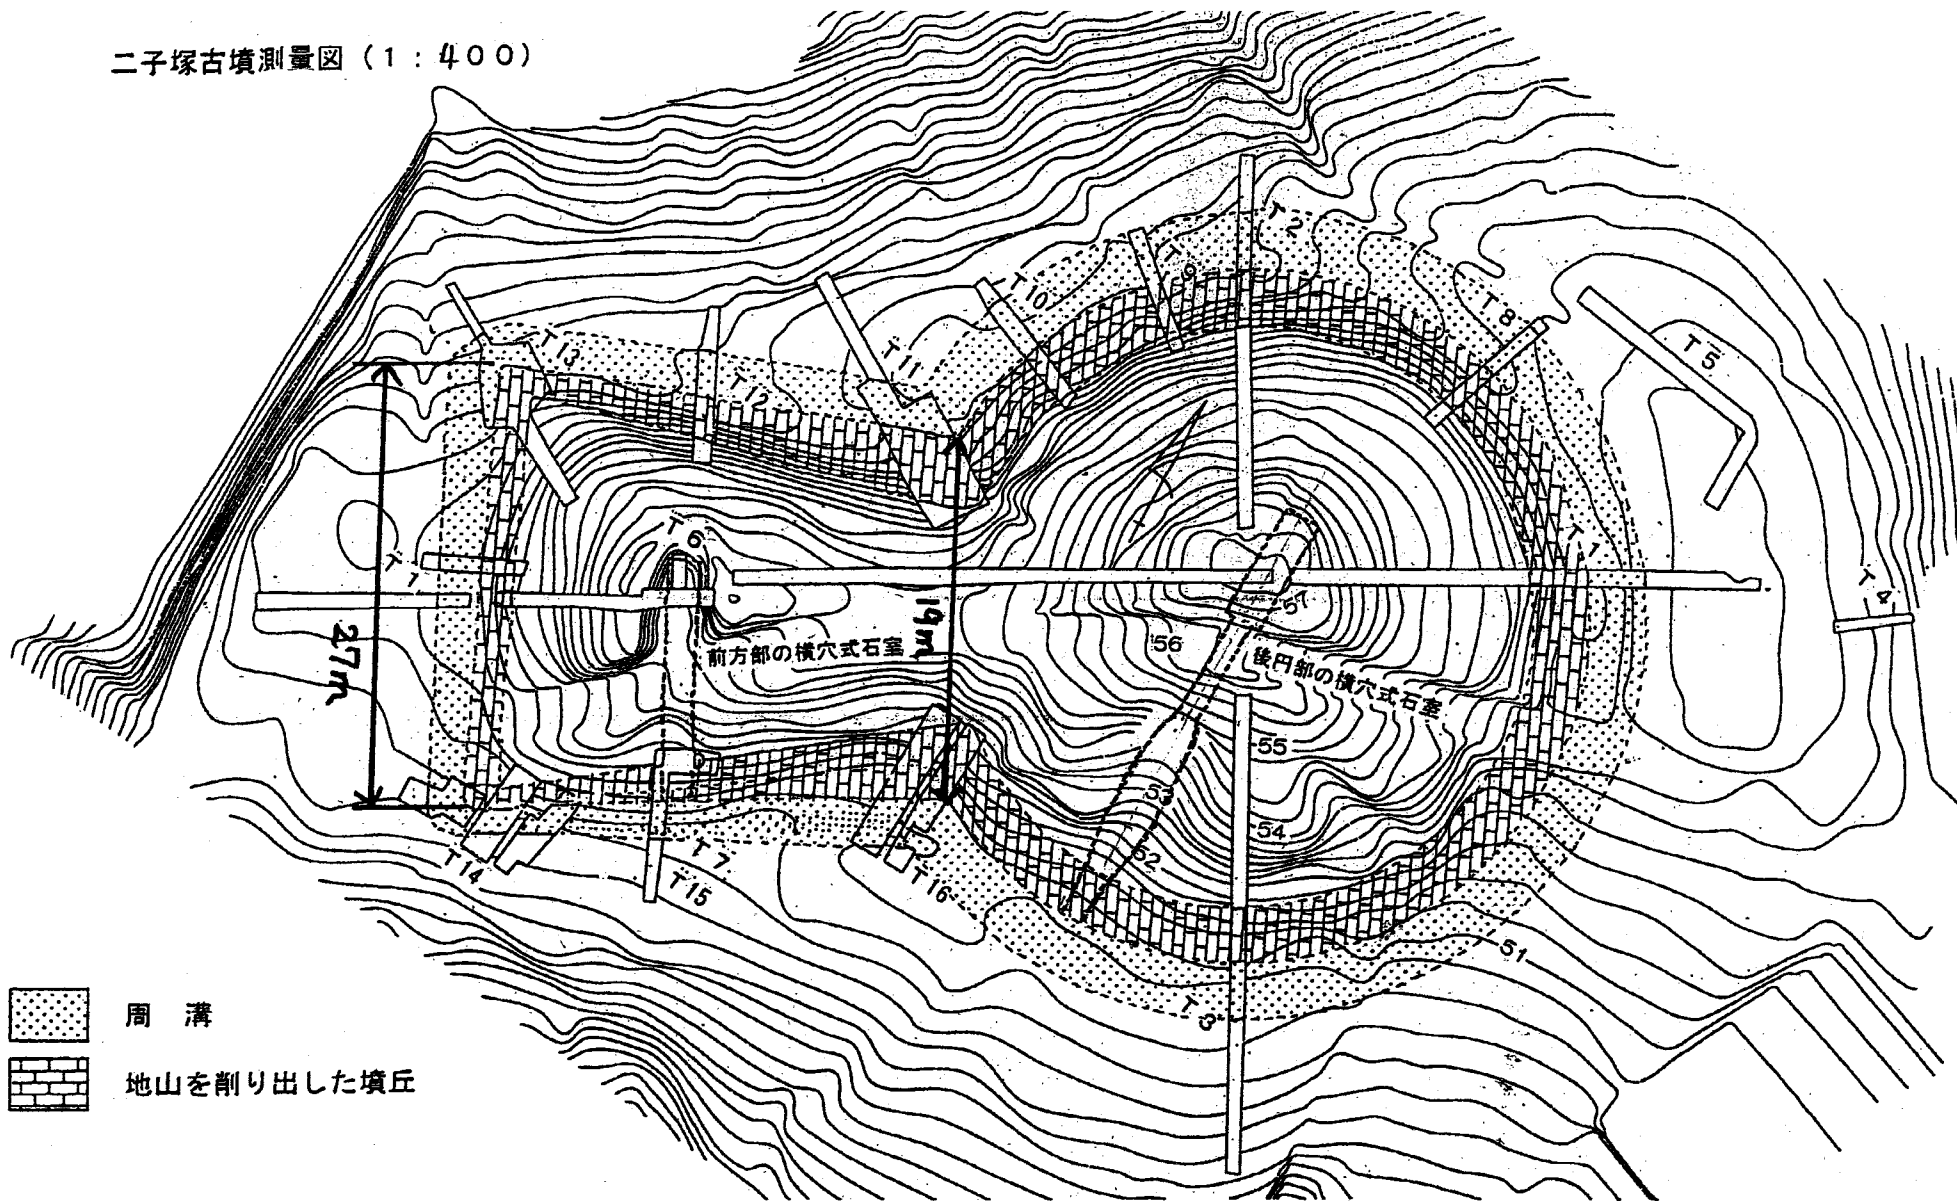 二子塚古墳測量図（1：400）
T2
T9
T10
T8
T5
T13
T11
T12
T1
T6
T1
T4
57
56
19m
27m
前方部の横穴式石室
後円部の横穴式石室
55
53
54
52
T7
T14
T15
T16
51
T3
周溝
地山を削り出した墳丘